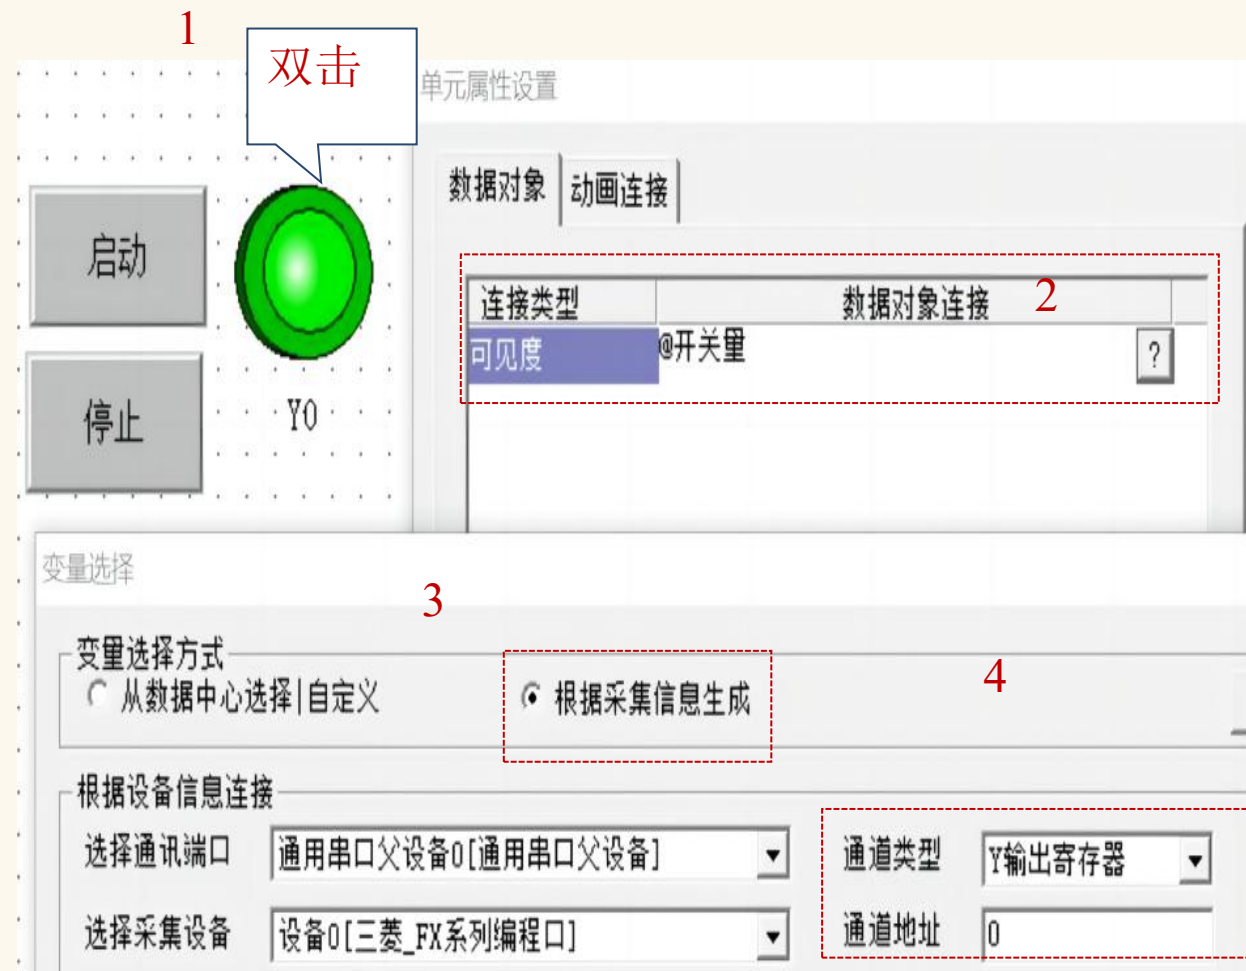 1
双击
单元属性设置
数据对象 动画连接
启动
连接类型 数据对象连接 2
可见度 @开关量 ?
停止
Y0
变量选择
3
变量选择方式
从数据中心选择|自定义 根据采集信息生成 4
根据设备信息连接
选择通讯端口 通用串口父设备0[通用串口父设备] 通道类型 Y输出寄存器
选择采集设备 设备0[三菱_FX系列编程口] 通道地址 0